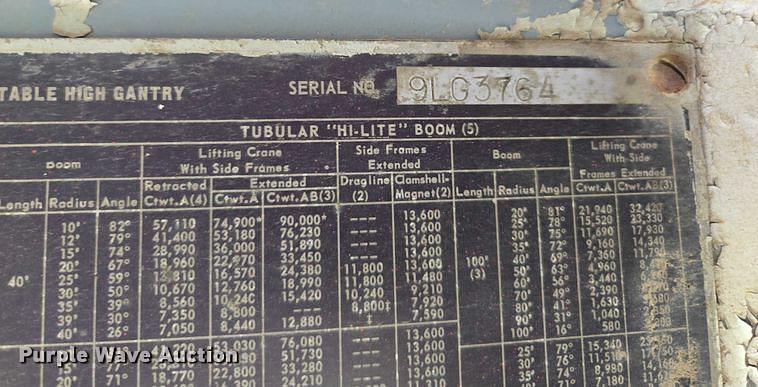 TABLE HIGH GANTRY SERIAL NO. 9LG3764
TUBULAR "HI-LITE" BOOM (5)
Boom Lifting Crane With Side Frames Side Frames Extended Boom Lifting Crane With Side Frames Extended
Length Radius Angle Retracted Ctwt.A(4) Extended Ctwt.A Ctwt.AB(3) Dragline (2) Clamshell-Magnet(2) Length Radius Angle Ctwt.A Ctwt.AB(3)
10' 82° 57,110 74,900* 90,000* --- 13,600 20' 81° 21,940 32,420
12' 79° 41,400 53,180 76,230 --- 13,600 25' 78° 15,520 23,330
15' 74° 28,990 36,000 51,890 --- 13,600 30' 75° 11,690 17,930
20' 67° 18,960 22,970 33,450 --- 13,600 35' 72° 9,160 14,340
40' 25' 59° 16,570 24,380 11,800 13,600 100' (3) 40' 69° 7,360
30' 50° 10,670 12,760 18,990 11,800 11,480 50' 63° 4,960
35' 39° 8,560 10,240 15,420 10,240 9,210 60' 56° 3,440
39' 30° 7,350 8,800 --- 8,800‡ 7,920 70' 49° 2,390
40' 26° 7,050 8,440 12,880 ‡ 7,590 80' 41° 1,630
90' 31° 1,040
13,600 100' 16° 580
53,030 76,080 --- 13,600 25' 79° 15,340
51,730 --- 13,600 30' 76°
20' 71° 18,770 22,800 33,280 --- 13,600 35' 74° 8,980
24,210 11,310
Purple Wave Auction